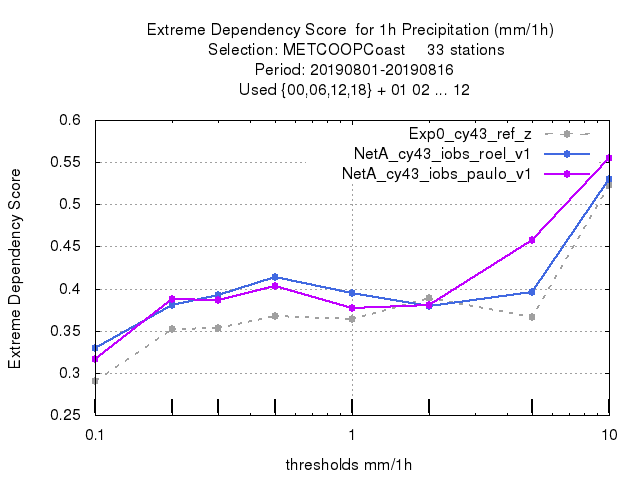 Extreme Dependency Score  for 1h Precipitation (mm/1h)
Selection: METCOOPCoast    33 stations
Period: 20190801-20190816
Used {00,06,12,18} + 01 02 ... 12
Exp0_cy43_ref_z
NetA_cy43_iobs_roel_v1
NetA_cy43_iobs_paulo_v1
Extreme Dependency Score
0.6
0.55
0.5
0.45
0.4
0.35
0.3
0.25
0.1
1
10
thresholds mm/1h